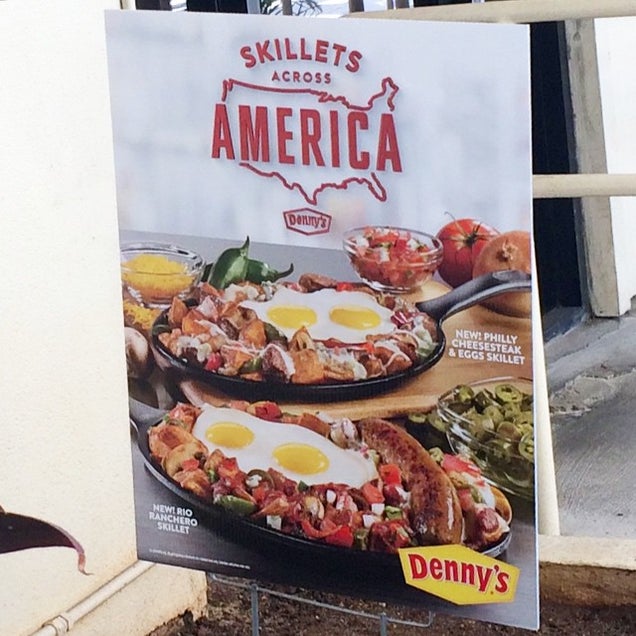 SKILLETS
ACROSS
AMERICA
Denny's
NEW! PHILLY
CHEESESTEAK
& EGGS SKILLET
NEW! RIO
RANCHERO
SKILLET
Denny's